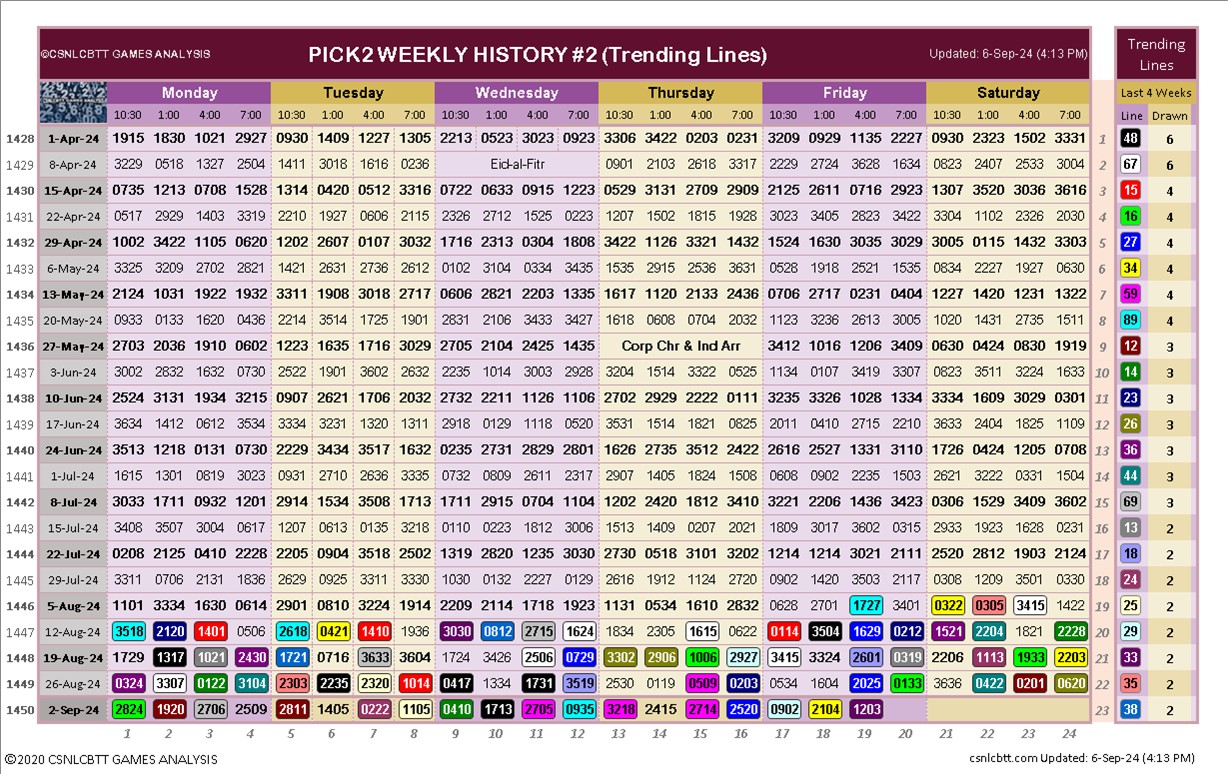 ©CSNLCBTT GAMES ANALYSIS PICK2 WEEKLY HISTORY #2 (Trending Lines) Updated: 6-Sep-24 (4:13 PM) Trending Lines
Monday Tuesday Wednesday Thursday Friday Saturday Last 4 Weeks
10:30 1:00 4:00 7:00 10:30 1:00 4:00 7:00 10:30 1:00 4:00 7:00 10:30 1:00 4:00 7:00 10:30 1:00 4:00 7:00 10:30 1:00 4:00 7:00 Line Drawn
1428 1-Apr-24 1915 1830 1021 2927 0930 1409 1227 1305 2213 0523 3023 0923 3306 3422 0203 0231 3209 0929 1135 2227 0930 2323 1502 3331 1 48 6
1429 8-Apr-24 3229 0518 1327 2504 1411 3018 1616 0236 Eid-al-Fitr 0901 2103 2618 3317 2229 2724 3628 1634 0823 2407 2533 3004 2 67 6
1430 15-Apr-24 0735 1213 0708 1528 1314 0420 0512 3316 0722 0633 0915 1223 0529 3131 2709 2909 2125 2611 0716 2923 1307 3520 3036 3616 3 15 4
1431 22-Apr-24 0517 2929 1403 3319 2210 1927 0606 2115 2326 2712 1525 0223 1207 1502 1815 1928 3023 3405 2823 3422 3304 1102 2326 2030 4 16 4
1432 29-Apr-24 1002 3422 1105 0620 1202 2607 0107 3032 1716 2313 0304 1808 3422 1126 3321 1432 1524 1630 3035 3029 3005 0115 1432 3303 5 27 4
1433 6-May-24 3325 3209 2702 2821 1421 2631 2736 2613 0102 3104 0334 3435 1535 2915 2536 3631 0528 1918 2521 1535 0834 2227 1927 0630 6 34 4
1434 13-May-24 2124 1031 1922 1932 3311 1908 3018 2711 0606 2821 2203 1335 1617 1120 2133 2436 0706 2717 0291 0404 1227 1420 1231 1322 7 59 4
1435 20-May-24 0933 0133 1620 0436 2214 3514 1725 1901 2831 2106 3433 3427 1618 0608 0704 2032 1123 3236 2613 3005 1020 1431 2735 1511 8 89 4
1436 27-May-24 2703 2036 1910 0602 1223 1635 1716 3023 2705 2104 2425 1435 Corp Chr & Ind Arr 3412 1016 1206 3409 0630 0424 0830 1919 9 12 3
1437 3-Jun-24 3002 2832 1632 0730 2522 1901 3602 2632 2235 1014 3003 2928 3204 1514 3322 0525 1134 0107 3419 3307 0823 3511 3224 1633 10 14 3
1438 10-Jun-24 2524 3131 1934 3215 0907 2621 1706 2032 2732 2211 1126 1106 2702 2929 2222 0111 3235 3326 1028 1334 3334 1609 3029 0301 11 23 3
1439 17-Jun-24 3634 1412 0612 3534 3334 3231 1320 1311 2918 0129 1118 0520 3531 1514 1821 0825 2011 0410 2715 2210 3633 2404 1825 1109 12 26 3
1440 24-Jun-24 3513 1218 0131 0730 2229 3434 3517 1632 0235 2731 2829 2801 1626 2735 3512 2422 2616 2527 1331 3110 1726 0424 1205 0708 13 36 3
1441 1-Jul-24 1615 1301 0819 3023 0931 2710 2636 3335 0732 0809 2611 2317 2907 1405 1824 1508 0608 0902 2235 1503 2621 3222 0331 1504 14 44 3
1442 8-Jul-24 3033 1711 0932 1201 2914 1534 3508 1713 1711 2915 0704 1104 1202 2420 1812 3410 3221 2206 1436 3423 0306 1529 3409 3602 15 69 3
1443 15-Jul-24 3408 3507 3004 0617 1207 0613 0135 3218 0110 0223 1812 3006 1513 1409 0207 2021 1809 3017 3602 0315 2933 1923 1628 0231 16 13 2
1444 22-Jul-24 0208 2125 0410 2228 2205 0904 3518 2502 1319 2820 1235 3030 2730 0518 3101 3202 1214 1214 3021 2111 2520 2812 1903 2124 17 18 2
1445 29-Jul-24 3311 0706 2131 1836 2629 0925 3311 3330 1030 0132 2227 0129 2616 1912 1124 2720 0902 1420 3503 2117 0308 1209 3501 0330 18 24 2
1446 5-Aug-24 1101 3334 1630 0614 2901 0810 3224 1914 2209 2114 1718 1923 1131 0534 1610 2832 0628 2701 1727 3401 0322 0305 3415 1422 19 25 2
1447 12-Aug-24 3518 2120 1401 0506 2618 0421 1410 1936 3030 0812 2715 1624 1834 2305 1615 0622 0114 3504 1629 0212 1521 2204 1821 2228 20 29 2
1448 19-Aug-24 1729 1317 1021 2430 1721 0716 3633 3604 1724 3426 2506 0729 3302 2906 1006 2927 3415 3324 2601 0319 2206 1113 1933 2203 21 33 2
1449 26-Aug-24 0324 3307 0122 3104 2303 2235 2320 1014 0417 1334 1731 3519 2530 0119 0509 0203 0534 1604 2025 0133 3636 0422 0201 0620 22 35 2
1450 2-Sep-24 2824 1920 2706 2509 2811 1405 0222 1105 0410 1713 2705 0935 3218 2415 2714 2520 0902 2104 1203 23 38 2
1 2 3 4 5 6 7 8 9 10 11 12 13 14 15 16 17 18 19 20 21 22 23 24
©2020 CSNLCBTT GAMES ANALYSIS csnlcbtt.com Updated: 6-Sep-24 (4:13 PM)